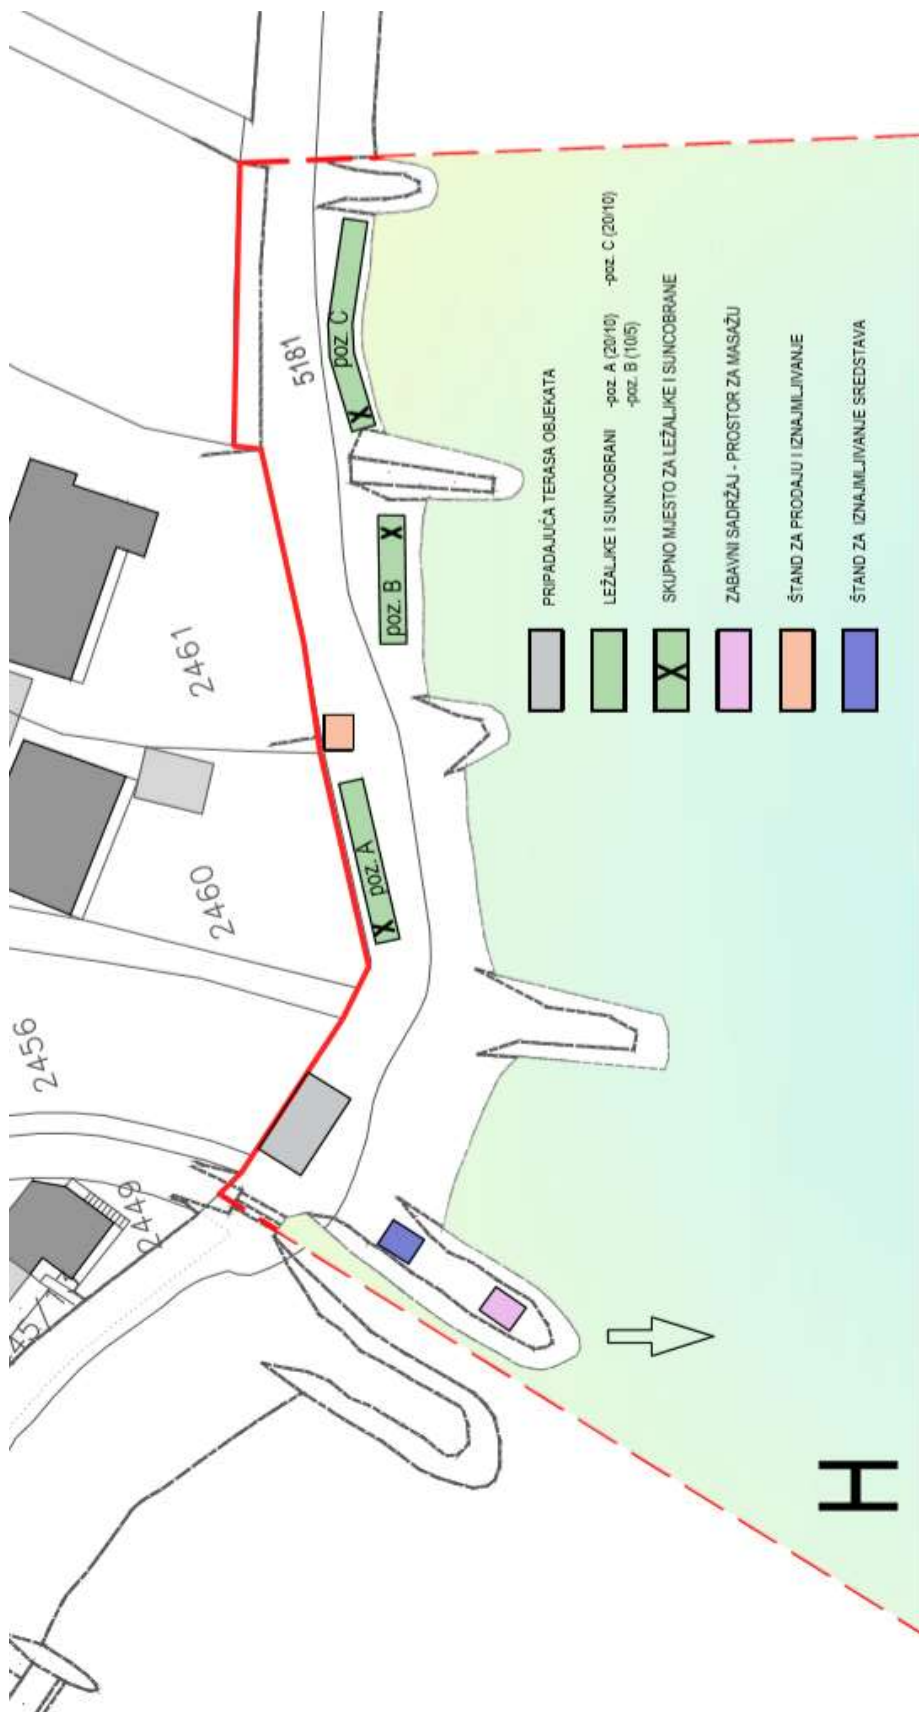 5181
2461
2460
2456
2449
45
poz. C
poz. B
poz. A
X
X
X
PRIPADAJUĆA TERASA OBJEKATA
LEŽALJKE I SUNCOBRANI -poz. A (20/10) -poz. C (20/10)
-poz. B (10/5)
X
SKUPNO MJESTO ZA LEŽALJKE I SUNCOBRANE
ZABAVNI SADRŽAJ - PROSTOR ZA MASAŽU
ŠTAND ZA PRODAJU I IZNAJMLJIVANJE
ŠTAND ZA IZNAJMLJIVANJE SREDSTAVA
H